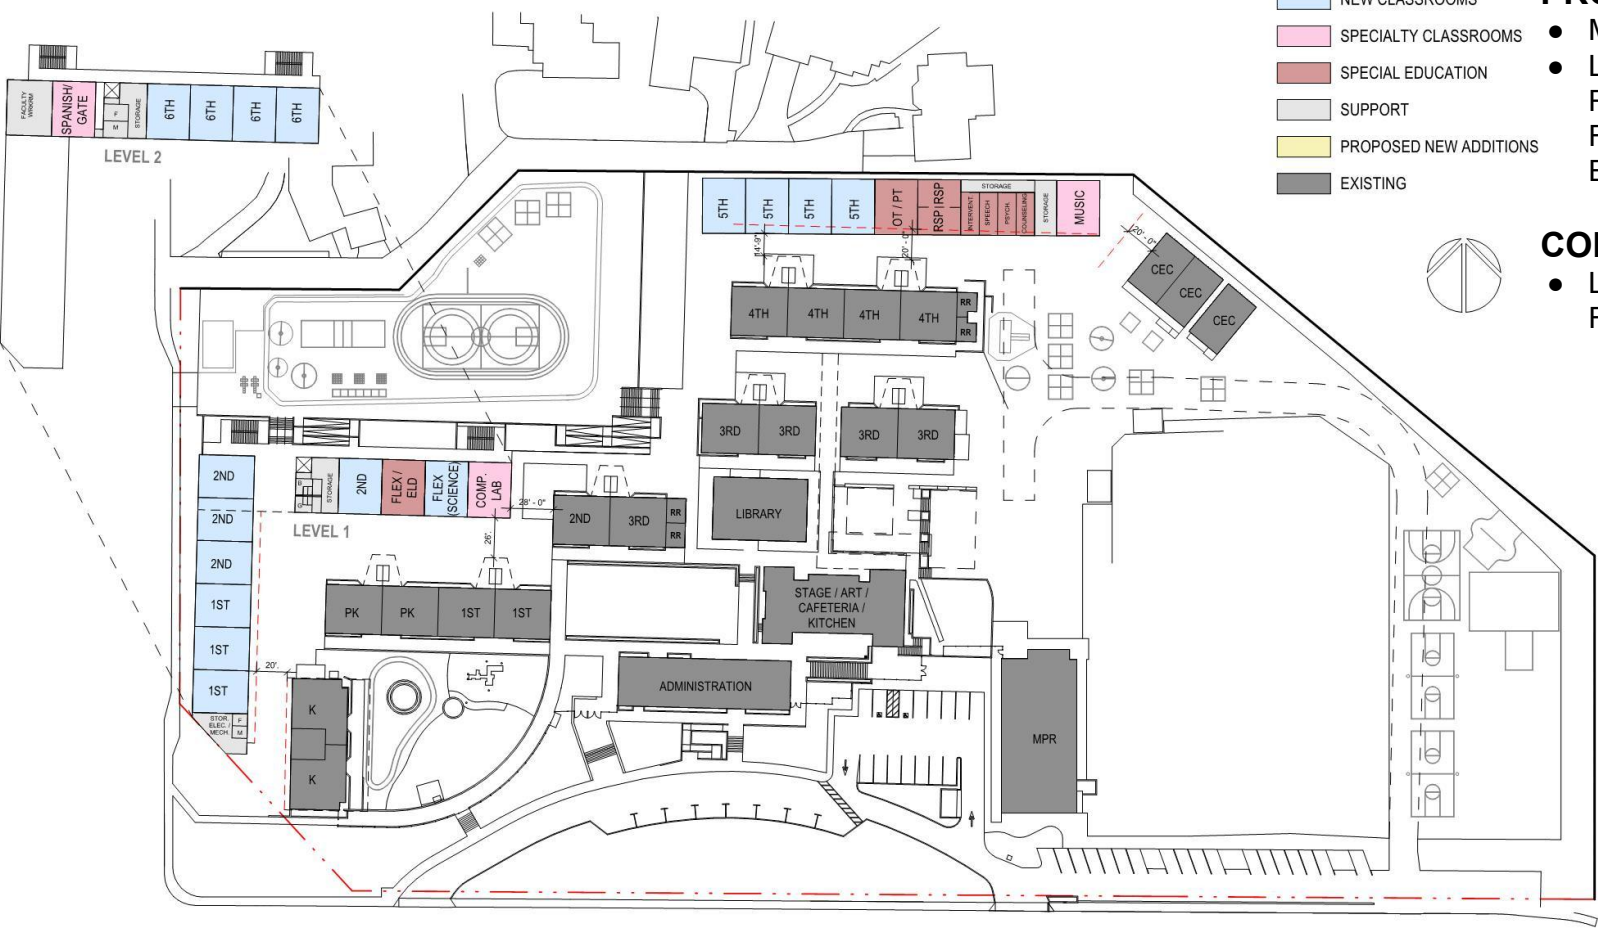 NEW CLASSROOMS
SPECIALTY CLASSROOMS
SPECIAL EDUCATION
SUPPORT
PROPOSED NEW ADDITIONS
EXISTING
FACULTY
WRKRM
SPANISH/
GATE
F
M
STORAGE
6TH
6TH
6TH
6TH
LEVEL 2
5TH
5TH
5TH
5TH
OT / PT
RSP|RSP
STORAGE
INTERVENT.
SPEECH
PSYCH.
COUNSELING
STORAGE
MUSIC
20' - 0"
20' - 0"
CEC
CEC
CEC
4TH
4TH
4TH
4TH
RR
RR
3RD
3RD
3RD
3RD
2ND
2ND
2ND
1ST
1ST
1ST
STOR.
ELEC. /
MECH.
F
M
B
G
STORAGE
2ND
FLEX /
ELD
FLEX
(SCIENCE)
COMP.
LAB
LEVEL 1
28' - 0"
26'
2ND
3RD
RR
RR
LIBRARY
PK
PK
1ST
1ST
STAGE / ART /
CAFETERIA /
KITCHEN
20'.
K
K
ADMINISTRATION
MPR